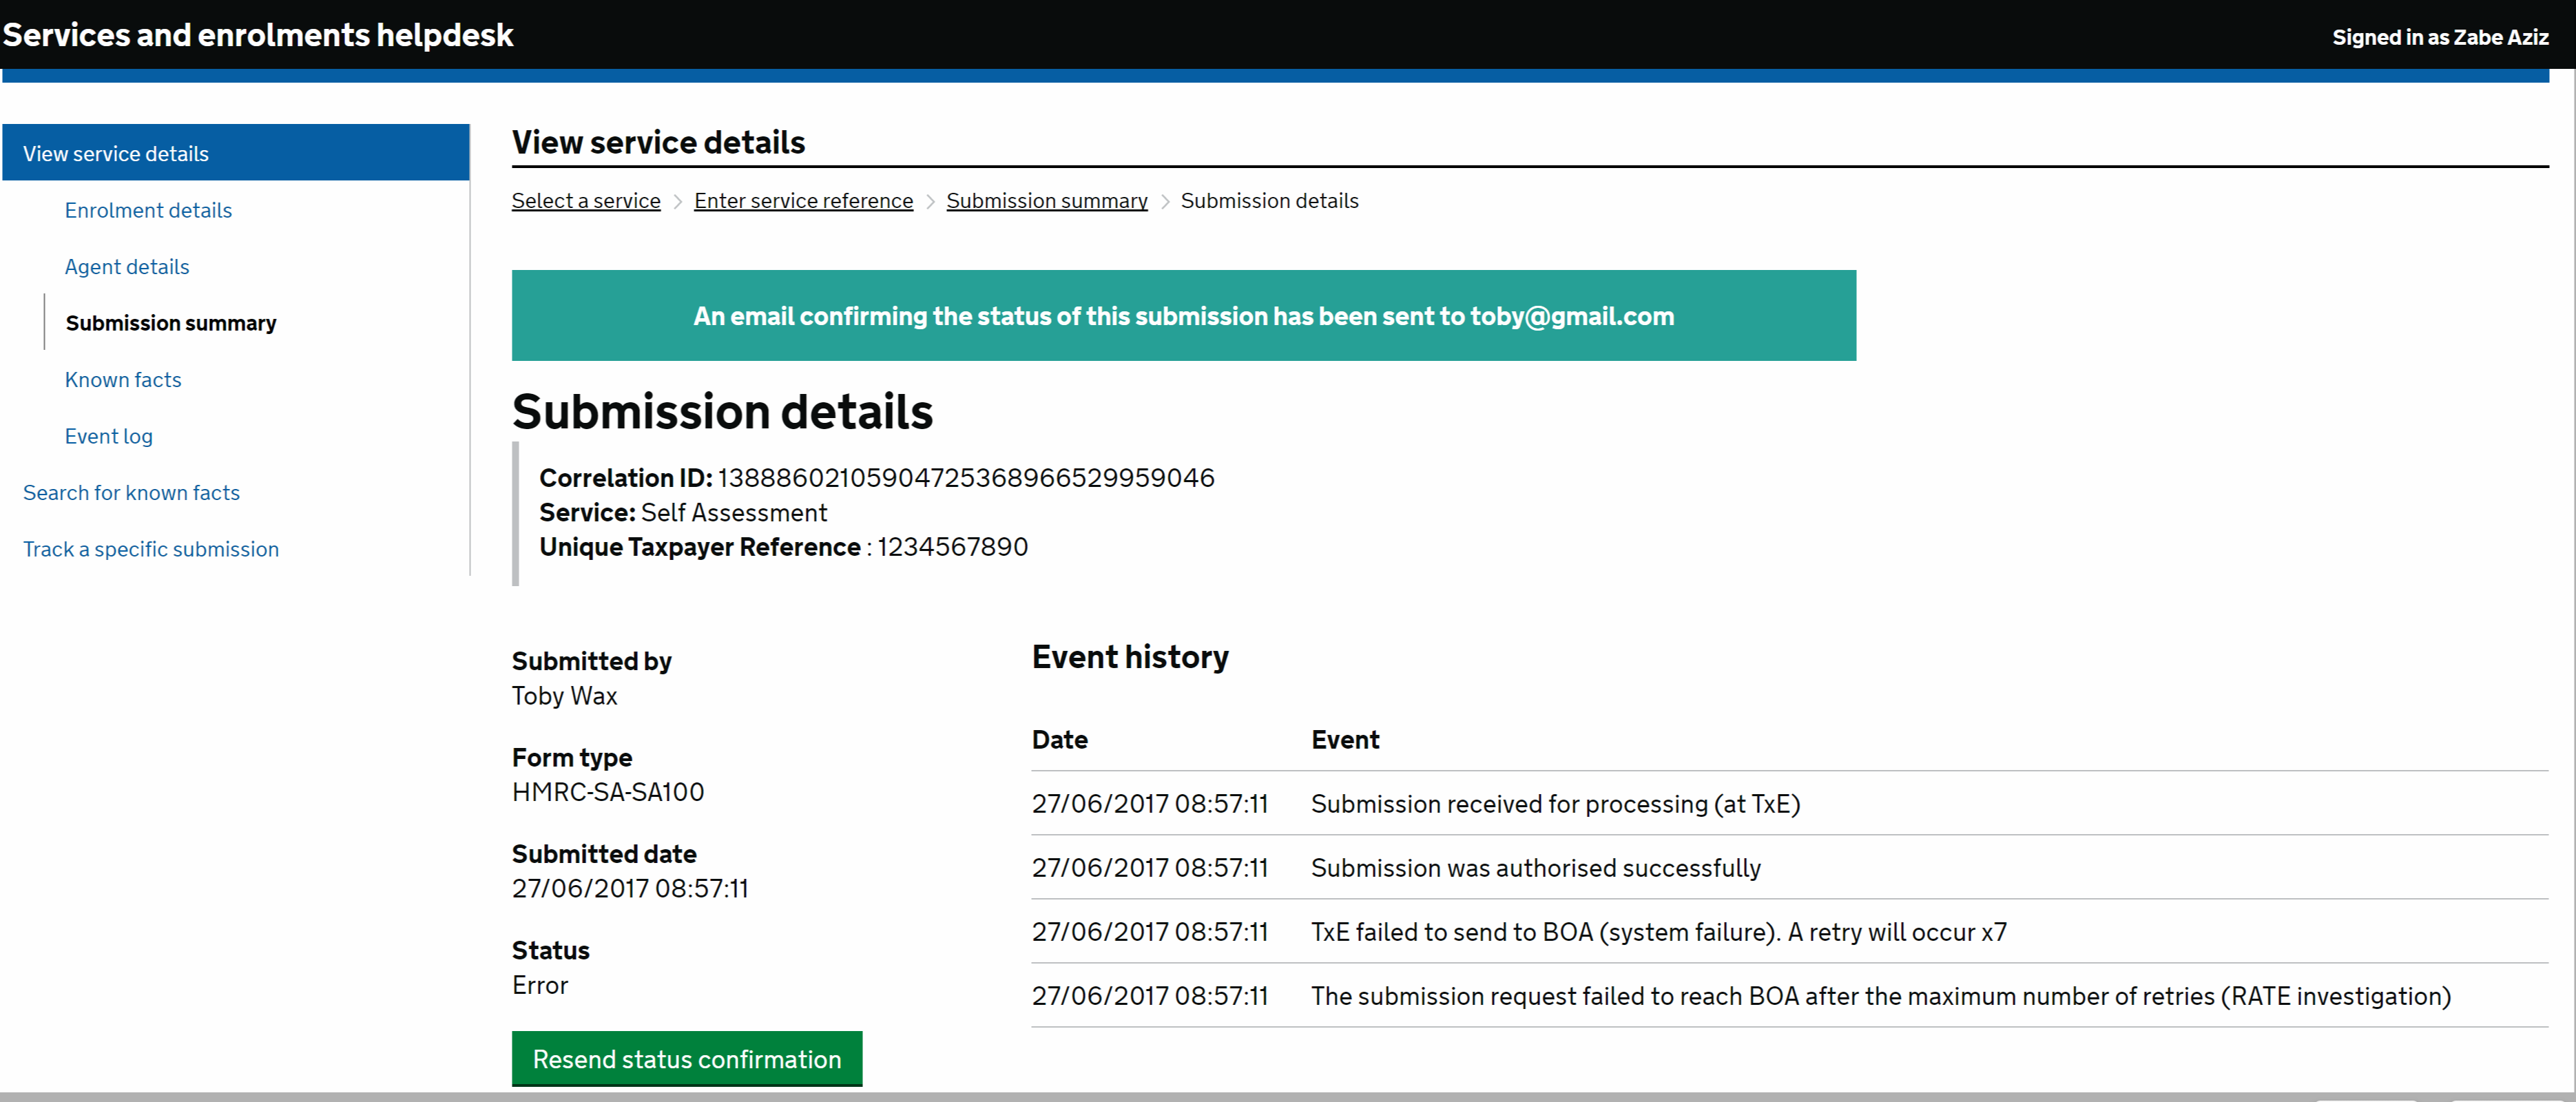 Services and enrolments helpdesk
Signed in as Zabe Aziz
View service details
Enrolment details
Agent details
Submission summary
Known facts
Event log
Search for known facts
Track a specific submission
View service details
Select a service > Enter service reference > Submission summary > Submission details
An email confirming the status of this submission has been sent to toby@gmail.com
Submission details
Correlation ID: 13888602105904725368966529959046
Service: Self Assessment
Unique Taxpayer Reference : 1234567890
Submitted by
Toby Wax
Form type
HMRC-SA-SA100
Submitted date
27/06/2017 08:57:11
Status
Error
Resend status confirmation
Event history
Date Event
27/06/2017 08:57:11 Submission received for processing (at TxE)
27/06/2017 08:57:11 Submission was authorised successfully
27/06/2017 08:57:11 TxE failed to send to BOA (system failure). A retry will occur x7
27/06/2017 08:57:11 The submission request failed to reach BOA after the maximum number of retries (RATE investigation)